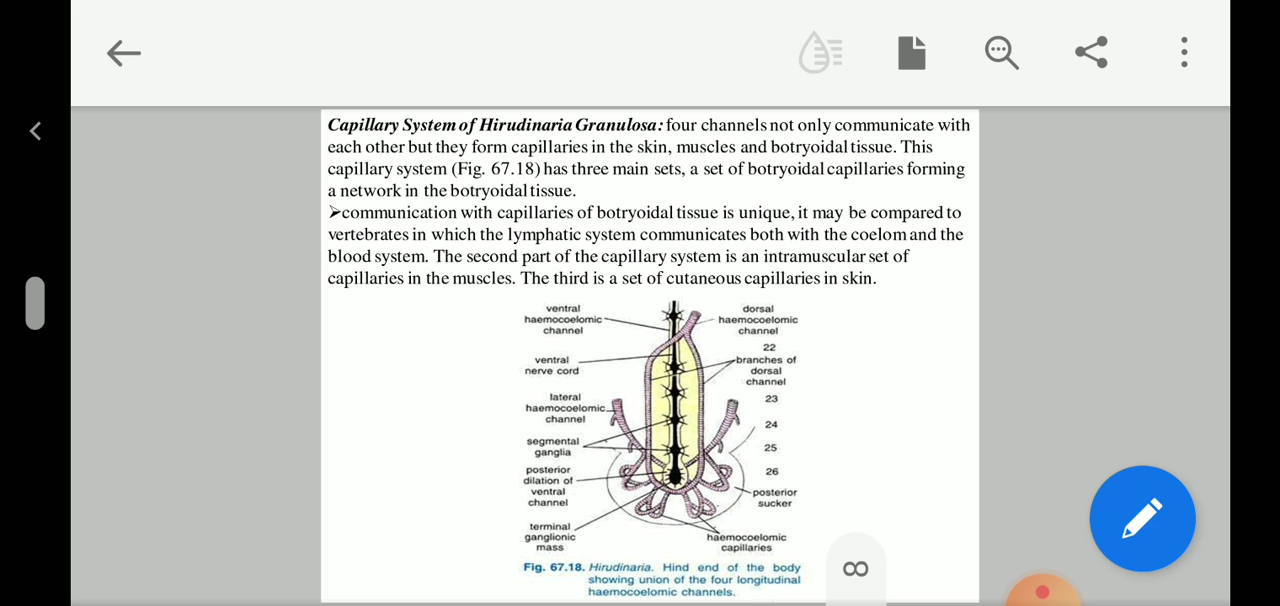 Capillary System of Hirudinaria Granulosa: four channels not only communicate with
each other but they form capillaries in the skin, muscles and botryoidal tissue. This
capillary system (Fig. 67.18) has three main sets, a set of botryoidal capillaries forming
a network in the botryoidal tissue.
➢communication with capillaries of botryoidal tissue is unique, it may be compared to
vertebrates in which the lymphatic system communicates both with the coelom and the
blood system. The second part of the capillary system is an intramuscular set of
capillaries in the muscles. The third is a set of cutaneous capillaries in skin.
ventral
haemocoelomic
channel
ventral
nerve cord
lateral
haemocoelomic
channel
segmental
ganglia
posterior
dilation of
ventral
channel
terminal
ganglionic
mass
dorsal
haemocoelomic
channel
22
branches of
dorsal
channel
23
24
25
26
posterior
sucker
haemocoelomic
capillaries
Fig. 67.18. Hirudinaria. Hind end of the body
showing union of the four longitudinal
haemocoelomic channels.
8